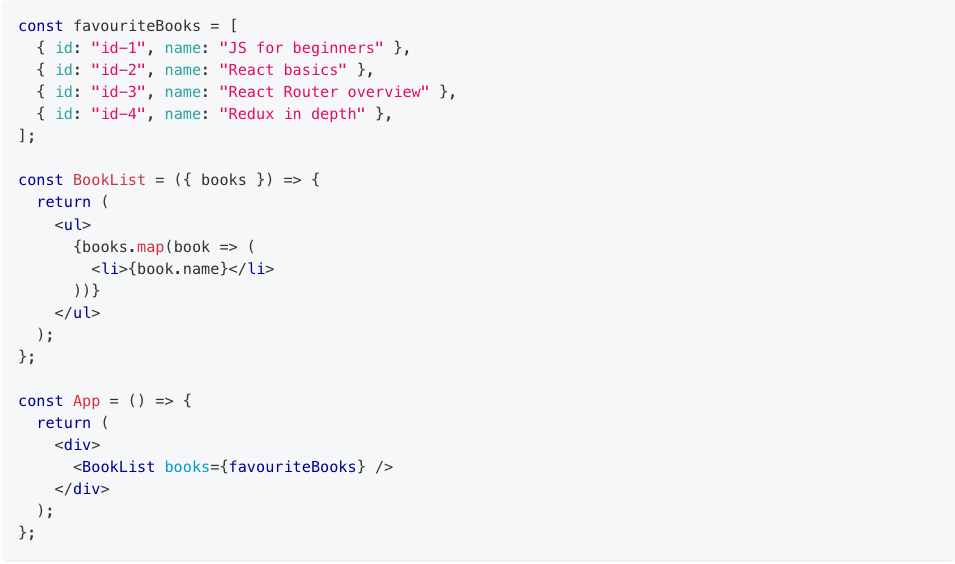 const favouriteBooks = [
  { id: "id-1", name: "JS for beginners" },
  { id: "id-2", name: "React basics" },
  { id: "id-3", name: "React Router overview" },
  { id: "id-4", name: "Redux in depth" },
];

const BookList = ({ books }) => {
  return (
    <ul>
      {books.map(book => (
        <li>{book.name}</li>
      ))}
    </ul>
  );
};

const App = () => {
  return (
    <div>
      <BookList books={favouriteBooks} />
    </div>
  );
};